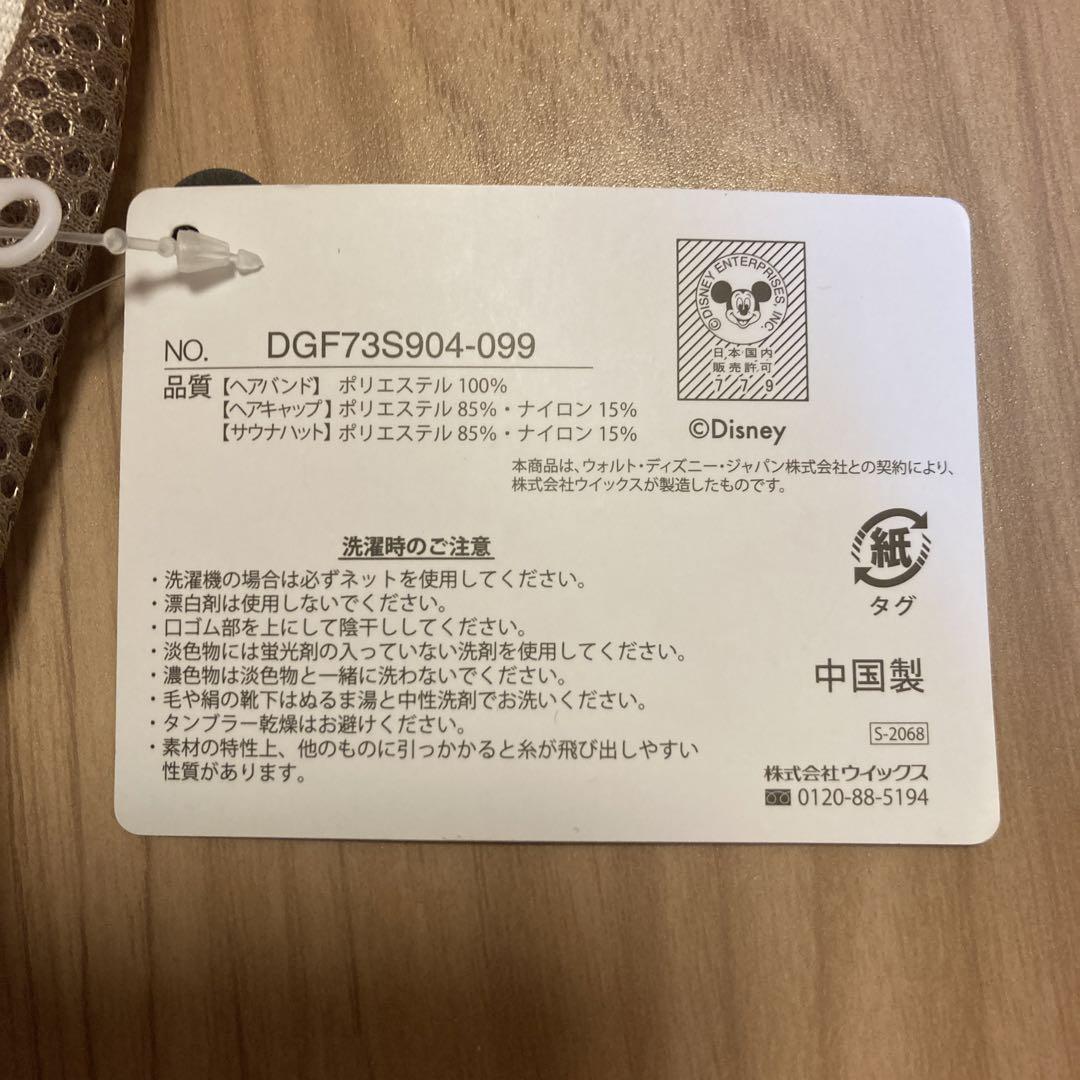 ©DISNEY ENTERPRISES, INC.
日本国内
販売許可
779
©Disney
NO. DGF73S904-099
品質【ヘアバンド】 ポリエステル 100%
【ヘアキャップ】ポリエステル 85%・ナイロン 15%
【サウナハット】ポリエステル 85%・ナイロン 15%
本商品は、ウォルト・ディズニー・ジャパン株式会社との契約により、
株式会社ウイックスが製造したものです。
洗濯時のご注意
・洗濯機の場合は必ずネットを使用してください。
・漂白剤は使用しないでください。
・口ゴム部を上にして陰干ししてください。
・淡色物には蛍光剤の入っていない洗剤を使用してください。
・濃色物は淡色物と一緒に洗わないでください。
・毛や絹の靴下はぬるま湯と中性洗剤でお洗いください。
・タンブラー乾燥はお避けください。
・素材の特性上、他のものに引っかかると糸が飛び出しやすい
性質があります。
紙
タグ
中国製
S-2068
株式会社ウイックス
0120-88-5194